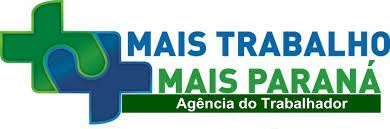 MAIS TRABALHO
MAIS PARANÁ
Agência do Trabalhador